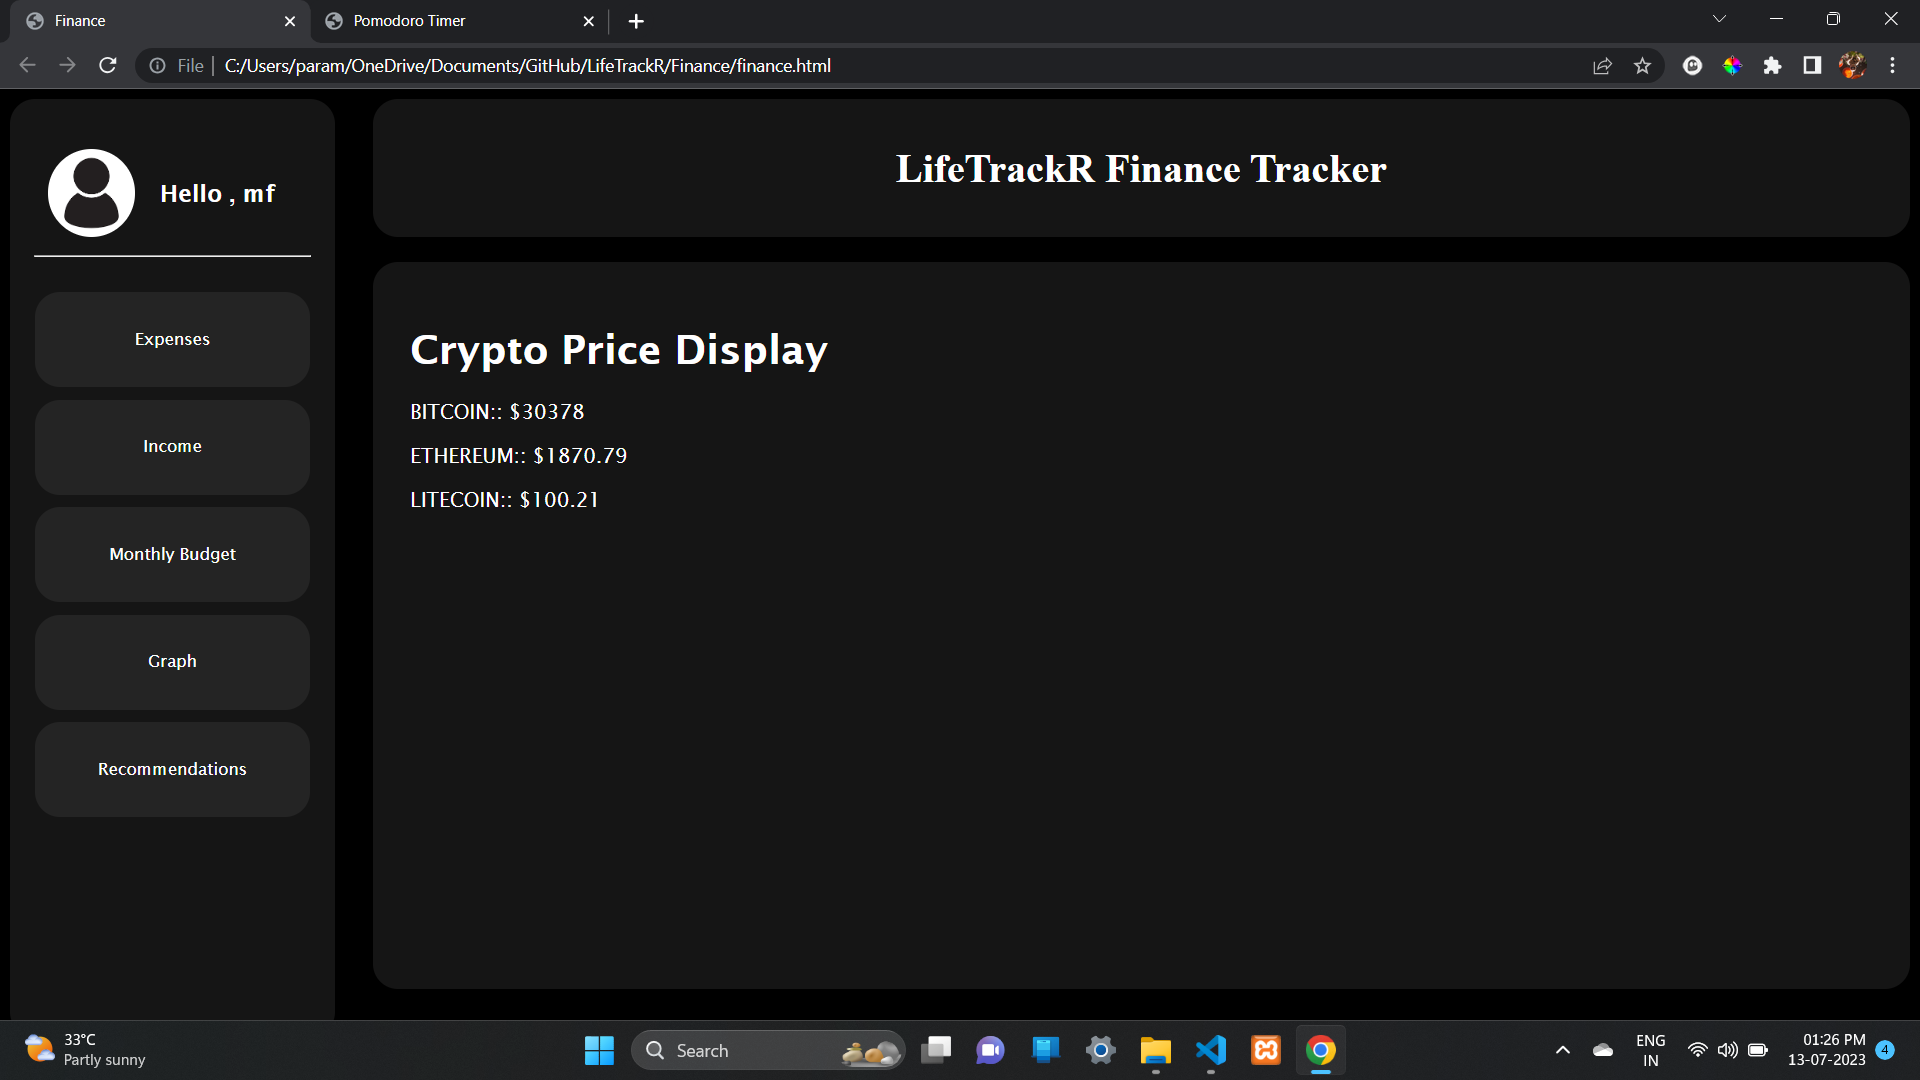 Finance
Pomodoro Timer
File
C:/Users/param/OneDrive/Documents/GitHub/LifeTrackR/Finance/finance.html
Hello , mf
Expenses
Income
Monthly Budget
Graph
Recommendations
LifeTrackR Finance Tracker
Crypto Price Display
BITCOIN:: $30378
ETHEREUM:: $1870.79
LITECOIN:: $100.21
33°C
Partly sunny
Search
ENG
IN
01:26 PM
13-07-2023
4